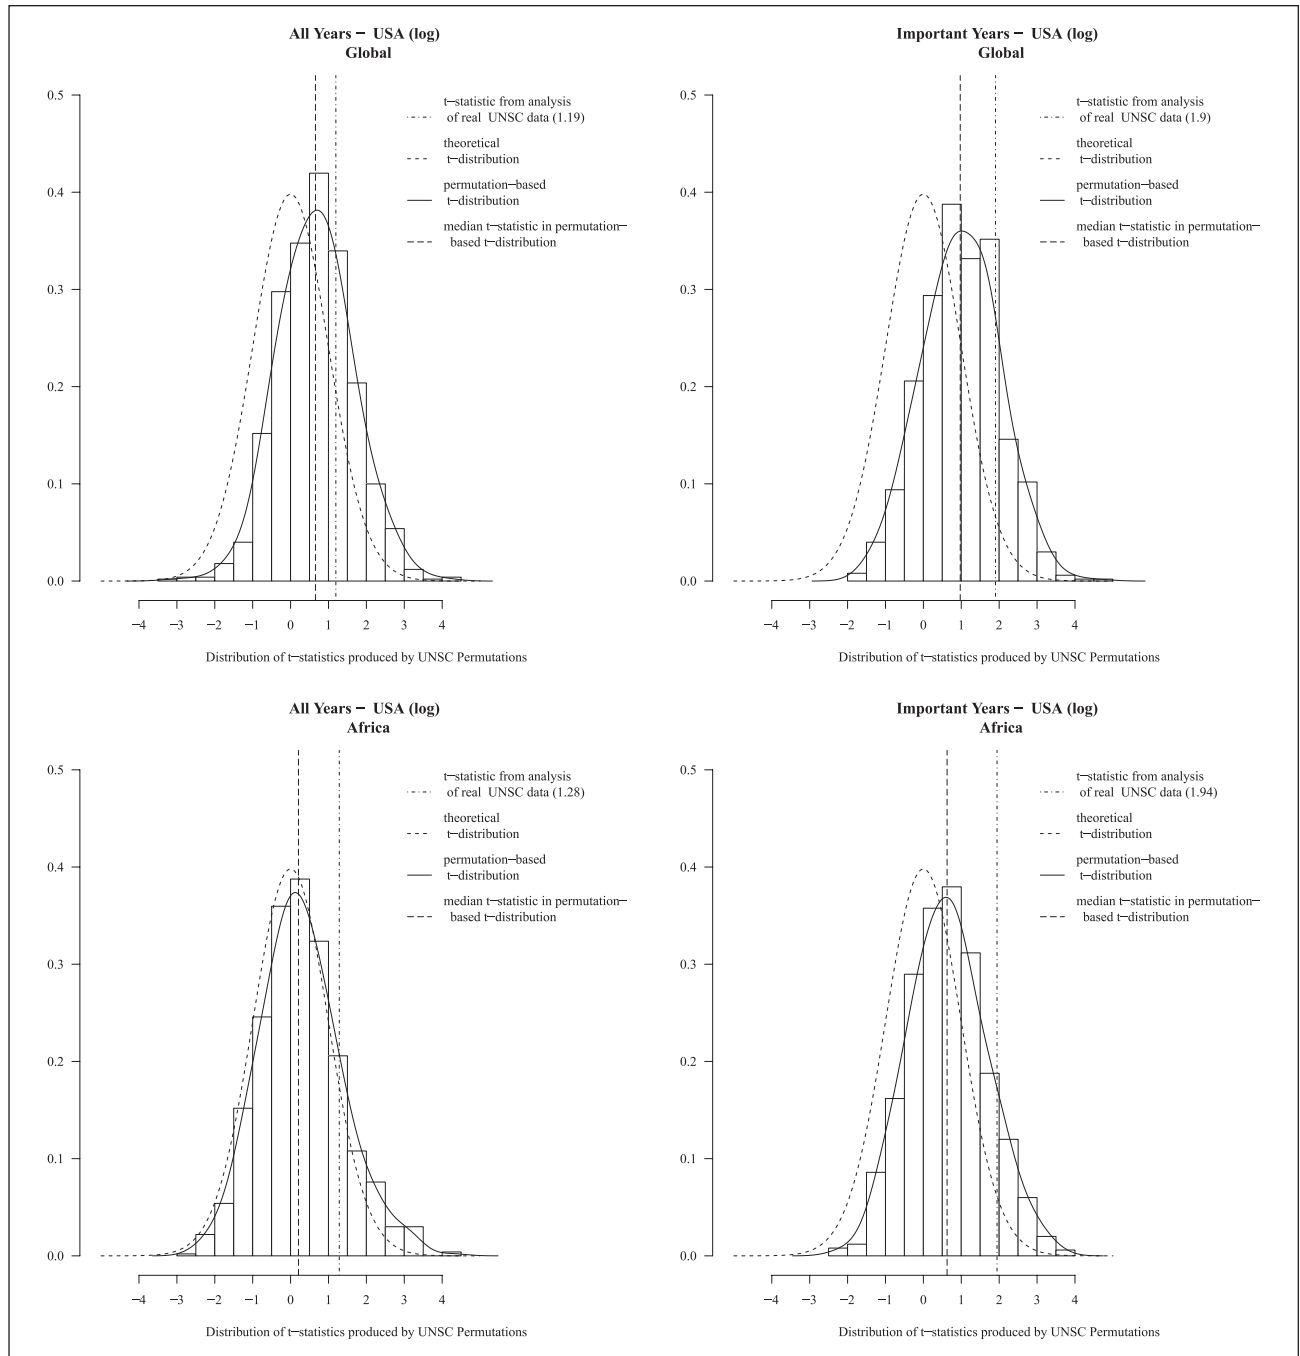 All Years − USA (log)
Global
0.5
0.4
0.3
0.2
0.1
0.0
t−statistic from analysis
of real UNSC data (1.19)
theoretical
t−distribution
permutation−based
t−distribution
median t−statistic in permutation−
based t−distribution
−4 −3 −2 −1 0 1 2 3 4
Distribution of t−statistics produced by UNSC Permutations
Important Years − USA (log)
Global
0.5
0.4
0.3
0.2
0.1
0.0
t−statistic from analysis
of real UNSC data (1.9)
theoretical
t−distribution
permutation−based
t−distribution
median t−statistic in permutation−
based t−distribution
−4 −3 −2 −1 0 1 2 3 4
Distribution of t−statistics produced by UNSC Permutations
All Years − USA (log)
Africa
0.5
0.4
0.3
0.2
0.1
0.0
t−statistic from analysis
of real UNSC data (1.28)
theoretical
t−distribution
permutation−based
t−distribution
median t−statistic in permutation−
based t−distribution
−4 −3 −2 −1 0 1 2 3 4
Distribution of t−statistics produced by UNSC Permutations
Important Years − USA (log)
Africa
0.5
0.4
0.3
0.2
0.1
0.0
t−statistic from analysis
of real UNSC data (1.94)
theoretical
t−distribution
permutation−based
t−distribution
median t−statistic in permutation−
based t−distribution
−4 −3 −2 −1 0 1 2 3 4
Distribution of t−statistics produced by UNSC Permutations